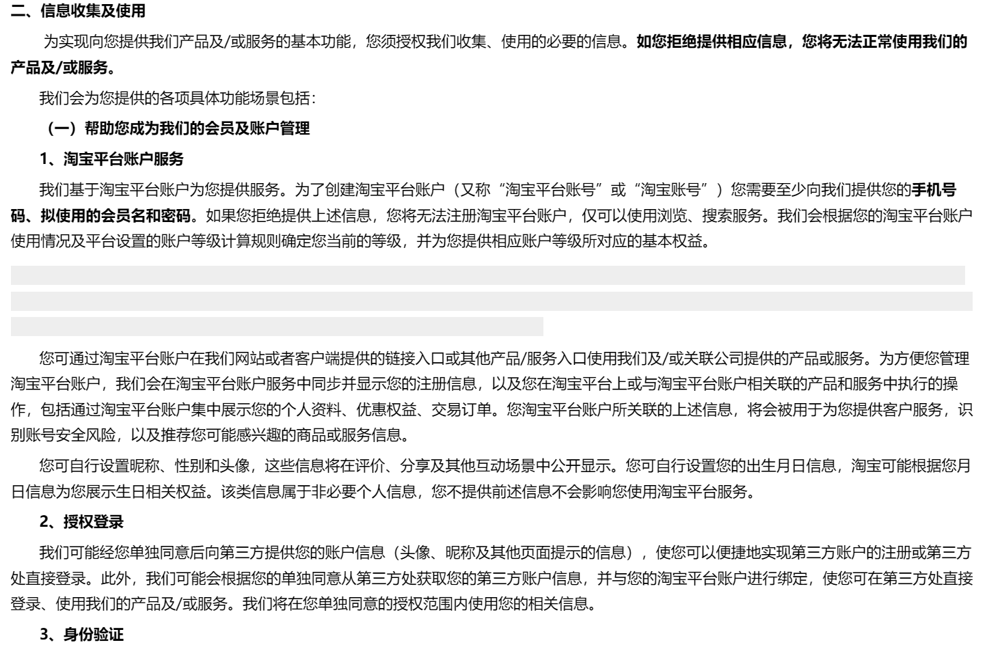 二、信息收集及使用
为实现向您提供我们产品及/或服务的基本功能，您须授权我们收集、使用的必要的信息。如您拒绝提供相应信息，您将无法正常使用我们的
产品及/或服务。
我们会为您提供的各项具体功能场景包括：
（一）帮助您成为我们的会员及账户管理
1、淘宝平台账户服务
我们基于淘宝平台账户为您提供服务。为了创建淘宝平台账户（又称“淘宝平台账号”或“淘宝账号”）您需要至少向我们提供您的手机号
码、拟使用的会员名和密码。如果您拒绝提供上述信息，您将无法注册淘宝平台账户，仅可以使用浏览、搜索服务。我们会根据您的淘宝平台账户
使用情况及平台设置的账户等级计算规则确定您当前的等级，并为您提供相应账户等级所对应的基本权益。
您可通过淘宝平台账户在我们网站或者客户端提供的链接入口或其他产品/服务入口使用我们及/或关联公司提供的产品或服务。为方便您管理
淘宝平台账户，我们会在淘宝平台账户服务中同步并显示您的注册信息，以及您在淘宝平台上或与淘宝平台账户相关联的产品和服务中执行的操
作，包括通过淘宝平台账户集中展示您的个人资料、优惠权益、交易订单。您淘宝平台账户所关联的上述信息，将会被用于为您提供客户服务，识
别账号安全风险，以及推荐您可能感兴趣的商品或服务信息。
您可自行设置昵称、性别和头像，这些信息将在评价、分享及其他互动场景中公开显示。您可自行设置您的出生月日信息，淘宝可能根据您月
日信息为您展示生日相关权益。该类信息属于非必要个人信息，您不提供前述信息不会影响您使用淘宝平台服务。
2、授权登录
我们可能经您单独同意后向第三方提供您的账户信息（头像、昵称及其他页面提示的信息），使您可以便捷地实现第三方账户的注册或第三方
处直接登录。此外，我们可能会根据您的单独同意从第三方处获取您的第三方账户信息，并与您的淘宝平台账户进行绑定，使您可在第三方处直接
登录、使用我们的产品及/或服务。我们将在您单独同意的授权范围内使用您的相关信息。
3、身份验证